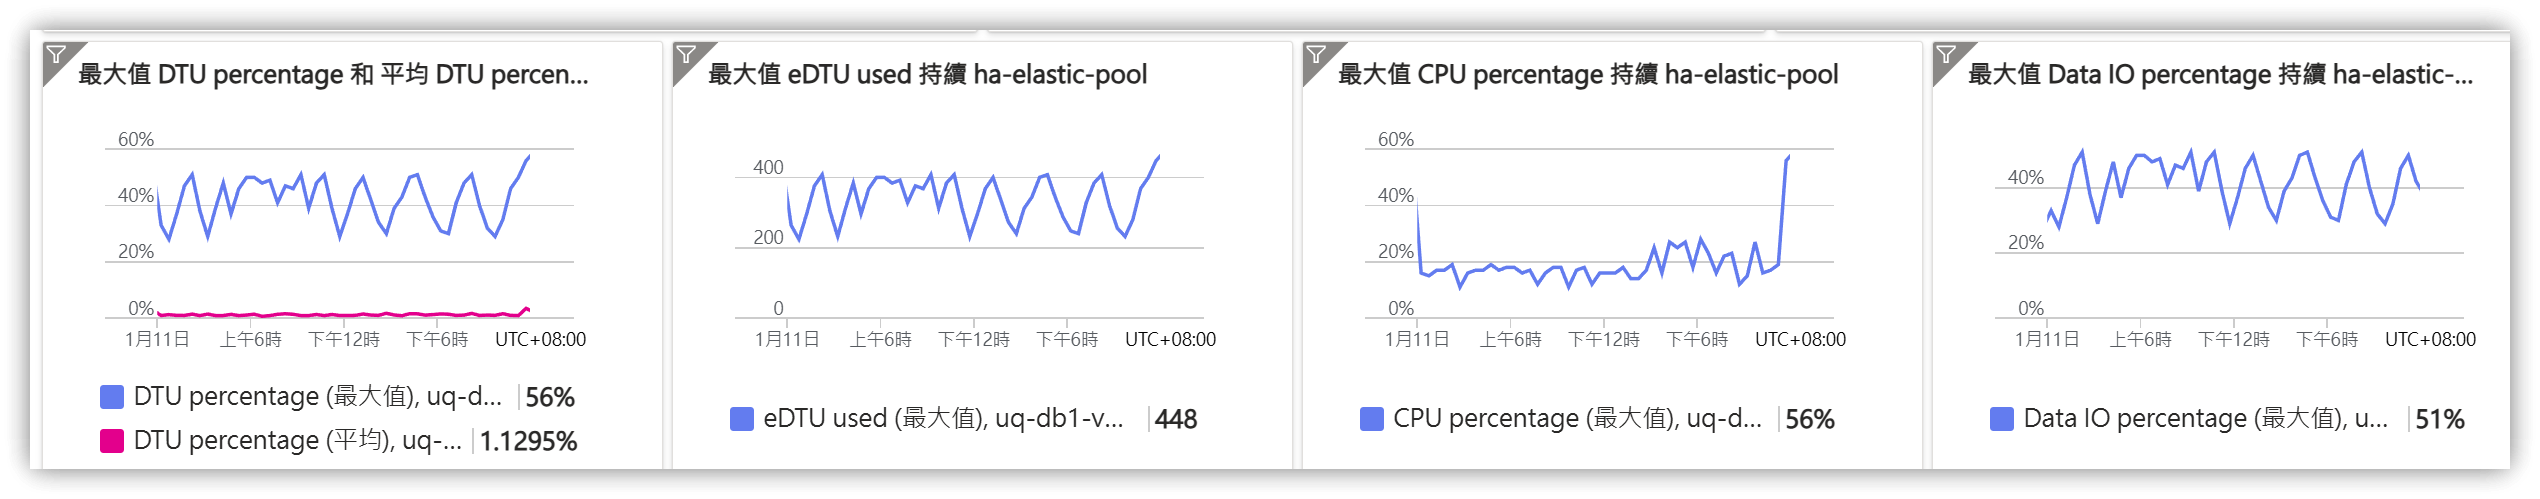 最大值 DTU percentage 和 平均 DTU percen...
60%
40%
20%
0%
1月11日 上午6時 下午12時 下午6時 UTC+08:00
DTU percentage (最大值), uq-d... 56%
DTU percentage (平均), uq-... 1.1295%
最大值 eDTU used 持續 ha-elastic-pool
400
200
0
1月11日 上午6時 下午12時 下午6時 UTC+08:00
eDTU used (最大值), uq-db1-v... 448
最大值 CPU percentage 持續 ha-elastic-pool
60%
40%
20%
0%
1月11日 上午6時 下午12時 下午6時 UTC+08:00
CPU percentage (最大值), uq-d... 56%
最大值 Data IO percentage 持續 ha-elastic-...
40%
20%
0%
1月11日 上午6時 下午12時 下午6時 UTC+08:00
Data IO percentage (最大值), u... 51%